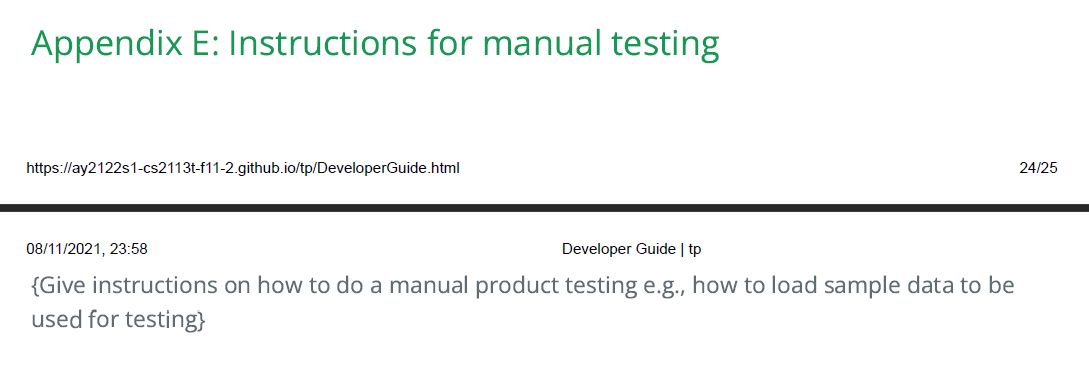 Appendix E: Instructions for manual testing
https://ay2122s1-cs2113t-f11-2.github.io/tp/DeveloperGuide.html 24/25
08/11/2021, 23:58 Developer Guide | tp
{Give instructions on how to do a manual product testing e.g., how to load sample data to be
used for testing}